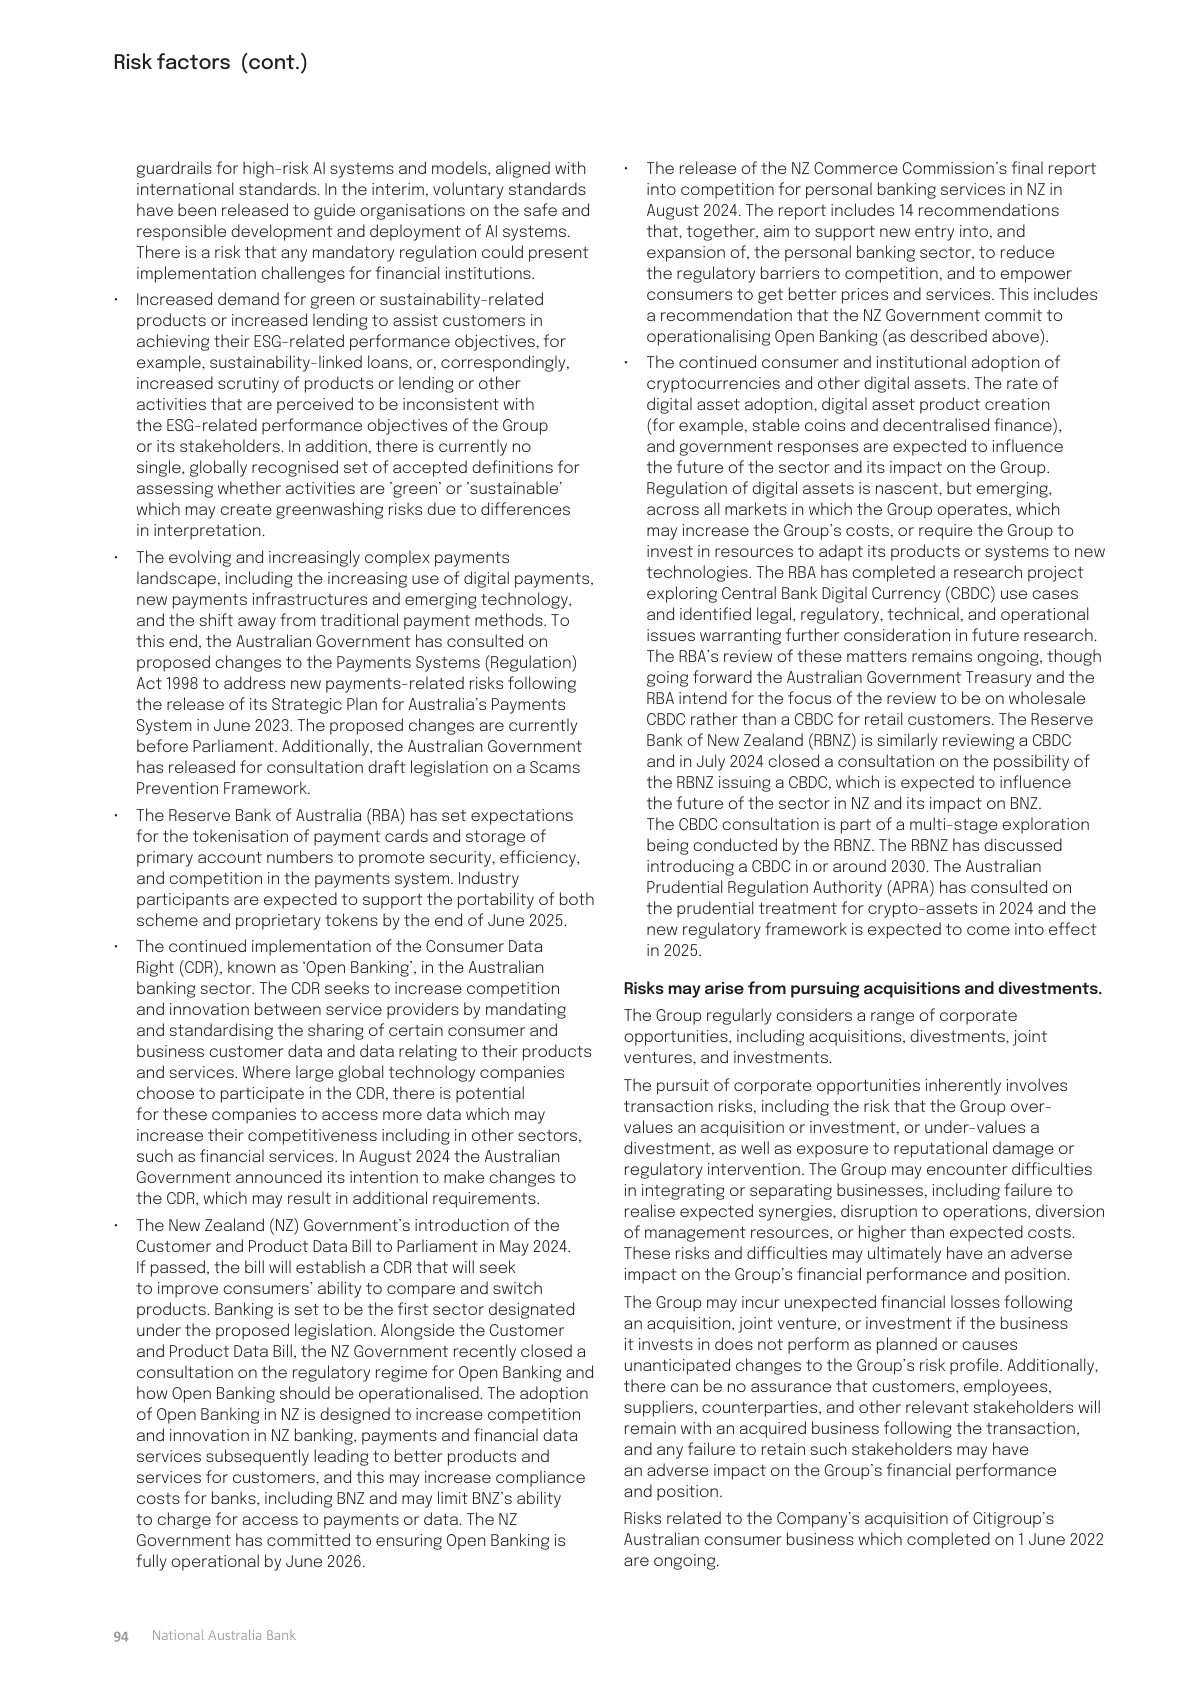 Risk factors (cont.)
guardrails for high-risk AI systems and models, aligned with
international standards. In the interim, voluntary standards
have been released to guide organisations on the safe and
responsible development and deployment of AI systems.
There is a risk that any mandatory regulation could present
implementation challenges for financial institutions.
• Increased demand for green or sustainability-related
products or increased lending to assist customers in
achieving their ESG-related performance objectives, for
example, sustainability-linked loans, or, correspondingly,
increased scrutiny of products or lending or other
activities that are perceived to be inconsistent with
the ESG-related performance objectives of the Group
or its stakeholders. In addition, there is currently no
single, globally recognised set of accepted definitions for
assessing whether activities are 'green' or 'sustainable'
which may create greenwashing risks due to differences
in interpretation.
• The evolving and increasingly complex payments
landscape, including the increasing use of digital payments,
new payments infrastructures and emerging technology,
and the shift away from traditional payment methods. To
this end, the Australian Government has consulted on
proposed changes to the Payments Systems (Regulation)
Act 1998 to address new payments-related risks following
the release of its Strategic Plan for Australia's Payments
System in June 2023. The proposed changes are currently
before Parliament. Additionally, the Australian Government
has released for consultation draft legislation on a Scams
Prevention Framework.
• The Reserve Bank of Australia (RBA) has set expectations
for the tokenisation of payment cards and storage of
primary account numbers to promote security, efficiency,
and competition in the payments system. Industry
participants are expected to support the portability of both
scheme and proprietary tokens by the end of June 2025.
• The continued implementation of the Consumer Data
Right (CDR), known as 'Open Banking', in the Australian
banking sector. The CDR seeks to increase competition
and innovation between service providers by mandating
and standardising the sharing of certain consumer and
business customer data and data relating to their products
and services. Where large global technology companies
choose to participate in the CDR, there is potential
for these companies to access more data which may
increase their competitiveness including in other sectors,
such as financial services. In August 2024 the Australian
Government announced its intention to make changes to
the CDR, which may result in additional requirements.
• The New Zealand (NZ) Government's introduction of the
Customer and Product Data Bill to Parliament in May 2024.
If passed, the bill will establish a CDR that will seek
to improve consumers' ability to compare and switch
products. Banking is set to be the first sector designated
under the proposed legislation. Alongside the Customer
and Product Data Bill, the NZ Government recently closed a
consultation on the regulatory regime for Open Banking and
how Open Banking should be operationalised. The adoption
of Open Banking in NZ is designed to increase competition
and innovation in NZ banking, payments and financial data
services subsequently leading to better products and
services for customers, and this may increase compliance
costs for banks, including BNZ and may limit BNZ's ability
to charge for access to payments or data. The NZ
Government has committed to ensuring Open Banking is
fully operational by June 2026.
• The release of the NZ Commerce Commission's final report
into competition for personal banking services in NZ in
August 2024. The report includes 14 recommendations
that, together, aim to support new entry into, and
expansion of, the personal banking sector, to reduce
the regulatory barriers to competition, and to empower
consumers to get better prices and services. This includes
a recommendation that the NZ Government commit to
operationalising Open Banking (as described above).
• The continued consumer and institutional adoption of
cryptocurrencies and other digital assets. The rate of
digital asset adoption, digital asset product creation
(for example, stable coins and decentralised finance),
and government responses are expected to influence
the future of the sector and its impact on the Group.
Regulation of digital assets is nascent, but emerging,
across all markets in which the Group operates, which
may increase the Group's costs, or require the Group to
invest in resources to adapt its products or systems to new
technologies. The RBA has completed a research project
exploring Central Bank Digital Currency (CBDC) use cases
and identified legal, regulatory, technical, and operational
issues warranting further consideration in future research.
The RBA's review of these matters remains ongoing, though
going forward the Australian Government Treasury and the
RBA intend for the focus of the review to be on wholesale
CBDC rather than a CBDC for retail customers. The Reserve
Bank of New Zealand (RBNZ) is similarly reviewing a CBDC
and in July 2024 closed a consultation on the possibility of
the RBNZ issuing a CBDC, which is expected to influence
the future of the sector in NZ and its impact on BNZ.
The CBDC consultation is part of a multi-stage exploration
being conducted by the RBNZ. The RBNZ has discussed
introducing a CBDC in or around 2030. The Australian
Prudential Regulation Authority (APRA) has consulted on
the prudential treatment for crypto-assets in 2024 and the
new regulatory framework is expected to come into effect
in 2025.
Risks may arise from pursuing acquisitions and divestments.
The Group regularly considers a range of corporate
opportunities, including acquisitions, divestments, joint
ventures, and investments.
The pursuit of corporate opportunities inherently involves
transaction risks, including the risk that the Group over-
values an acquisition or investment, or under-values a
divestment, as well as exposure to reputational damage or
regulatory intervention. The Group may encounter difficulties
in integrating or separating businesses, including failure to
realise expected synergies, disruption to operations, diversion
of management resources, or higher than expected costs.
These risks and difficulties may ultimately have an adverse
impact on the Group's financial performance and position.
The Group may incur unexpected financial losses following
an acquisition, joint venture, or investment if the business
it invests in does not perform as planned or causes
unanticipated changes to the Group's risk profile. Additionally,
there can be no assurance that customers, employees,
suppliers, counterparties, and other relevant stakeholders will
remain with an acquired business following the transaction,
and any failure to retain such stakeholders may have
an adverse impact on the Group's financial performance
and position.
Risks related to the Company's acquisition of Citigroup's
Australian consumer business which completed on 1 June 2022
are ongoing.
94 National Australia Bank